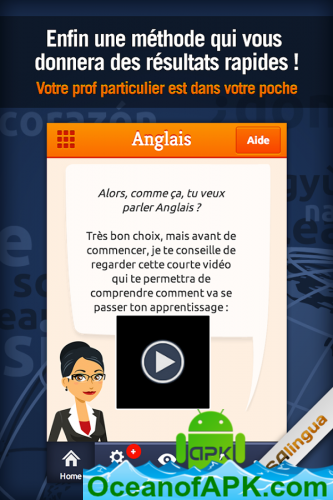 Enfin une méthode qui vous
donnera des résultats rapides !
Votre prof particulier est dans votre poche
corazón
Anglais
Aide
Alors, comme ça, tu veux
parler Anglais ?
Très bon choix, mais avant de
commencer, je te conseille de
regarder cette courte vidéo
qui te permettra de
comprendre comment va se
passer ton apprentissage :
Home
apk
OceanofAPK.com